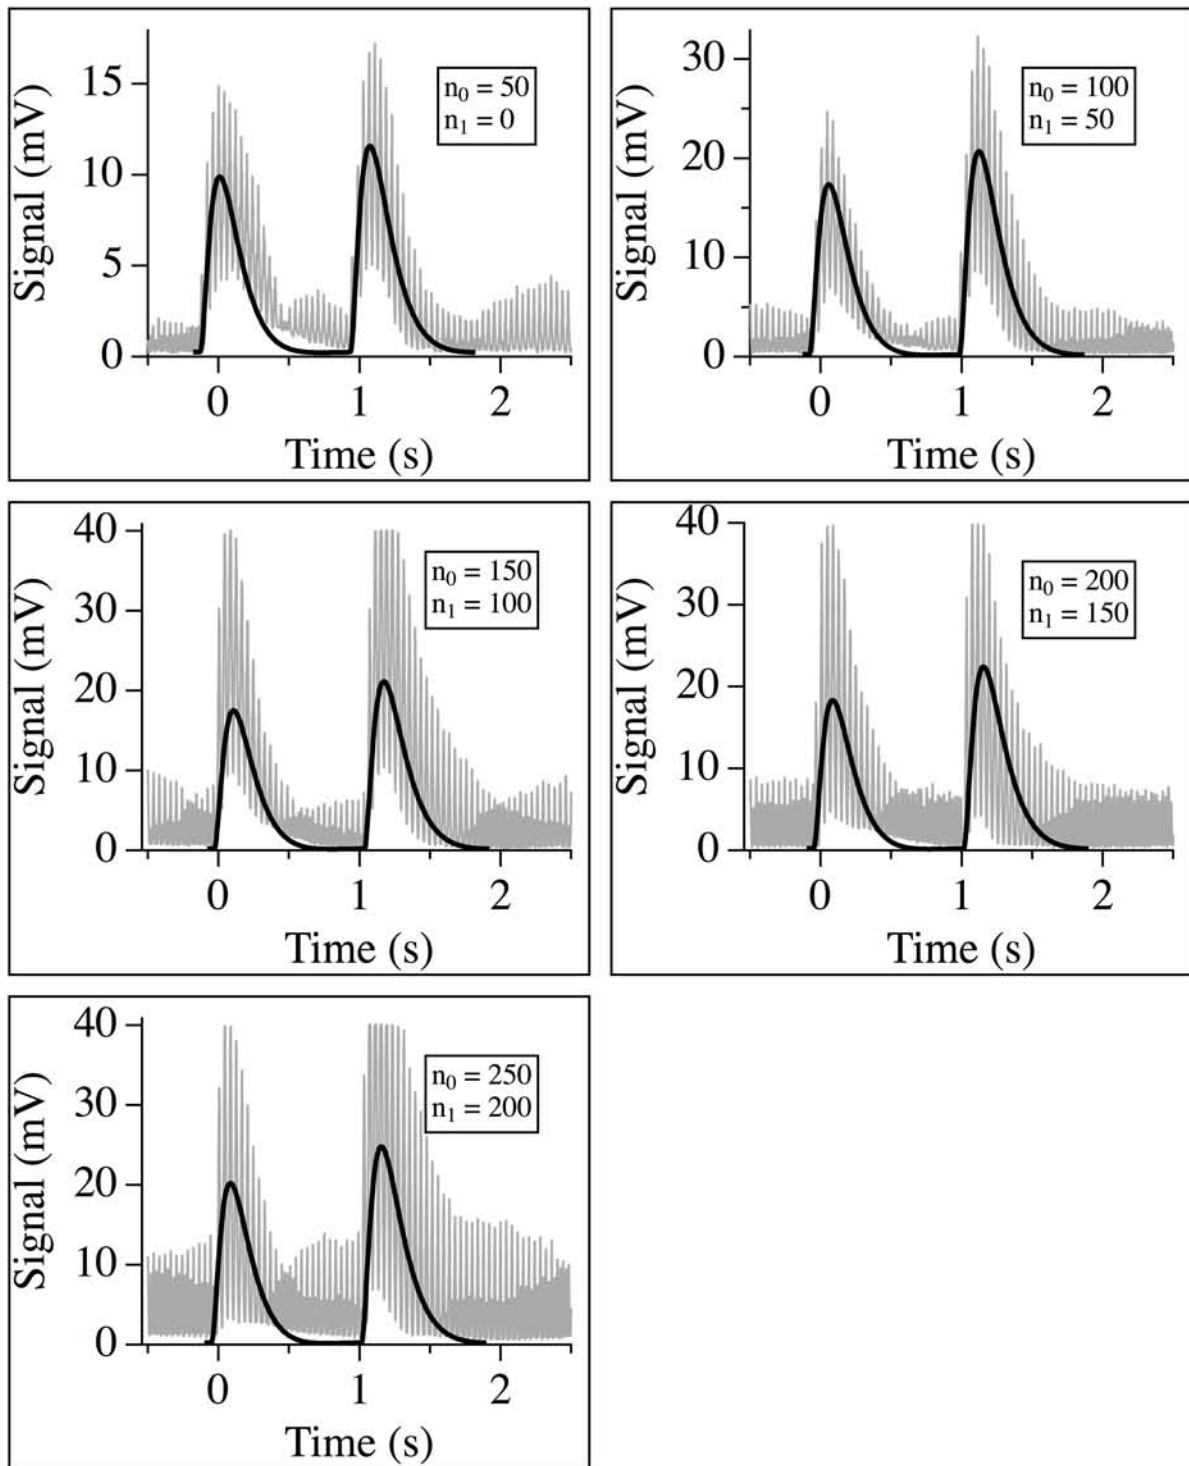 Signal (mV)
15
10
5
0
n₀ = 50
n₁ = 0
0 1 2
Time (s)
Signal (mV)
30
20
10
0
n₀ = 100
n₁ = 50
0 1 2
Time (s)
Signal (mV)
40
30
20
10
0
n₀ = 150
n₁ = 100
0 1 2
Time (s)
Signal (mV)
40
30
20
10
0
n₀ = 200
n₁ = 150
0 1 2
Time (s)
Signal (mV)
40
30
20
10
0
n₀ = 250
n₁ = 200
0 1 2
Time (s)